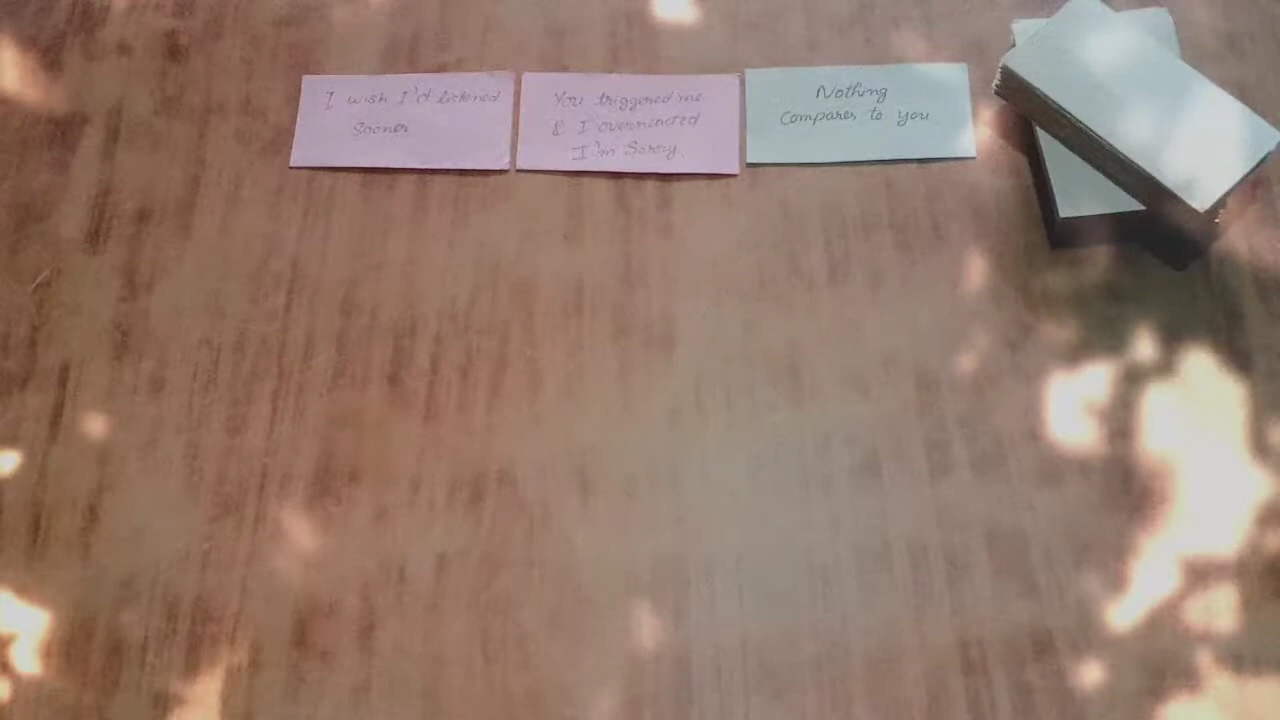 I wish I'd listened
Sooner
You triggered me
& I overreacted
I'm Sorry.
Nothing
Compares to you